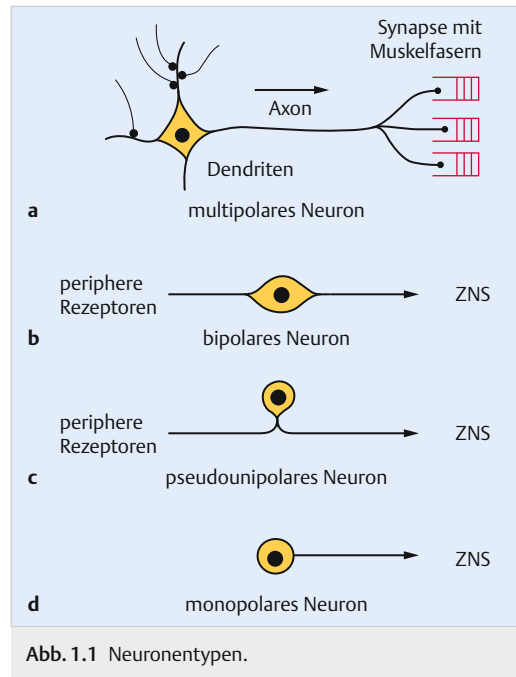 Synapse mit
Muskelfasern
Axon
Dendriten
a multipolares Neuron
periphere
Rezeptoren
ZNS
b bipolares Neuron
periphere
Rezeptoren
ZNS
c pseudounipolares Neuron
ZNS
d monopolares Neuron
Abb. 1.1 Neuronentypen.